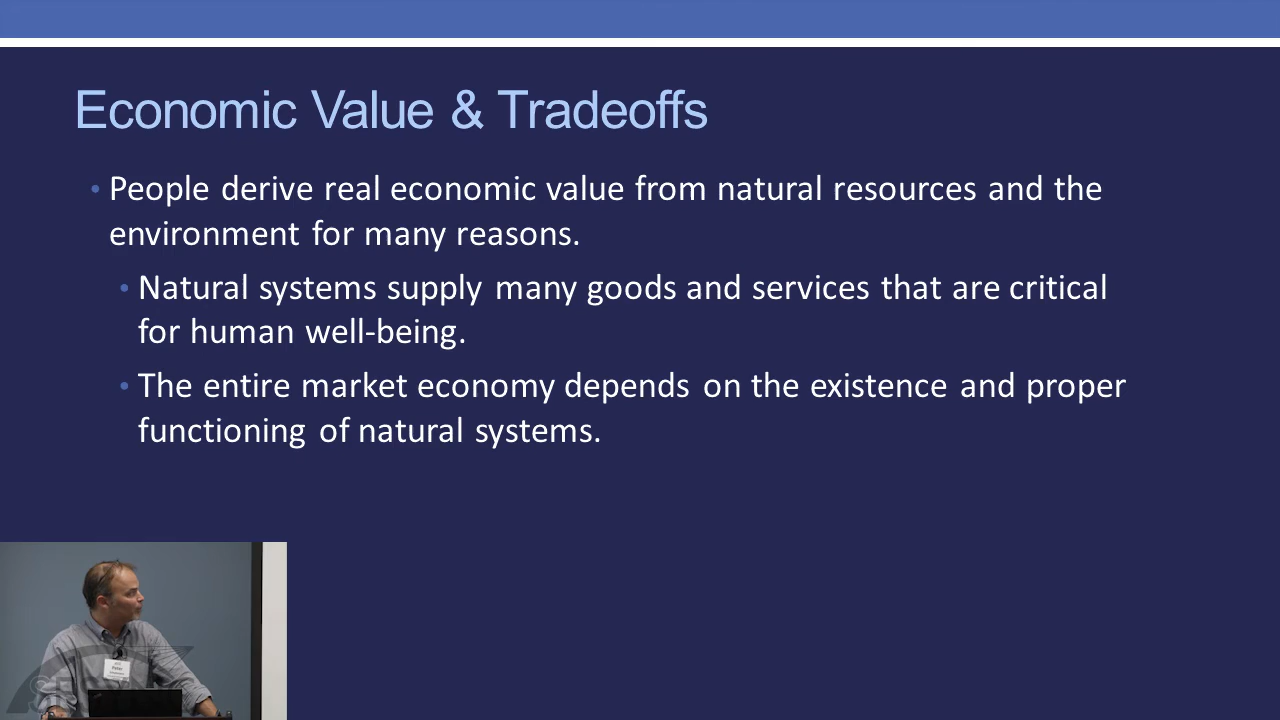 Economic Value & Tradeoffs
• People derive real economic value from natural resources and the
environment for many reasons.
• Natural systems supply many goods and services that are critical
for human well-being.
• The entire market economy depends on the existence and proper
functioning of natural systems.